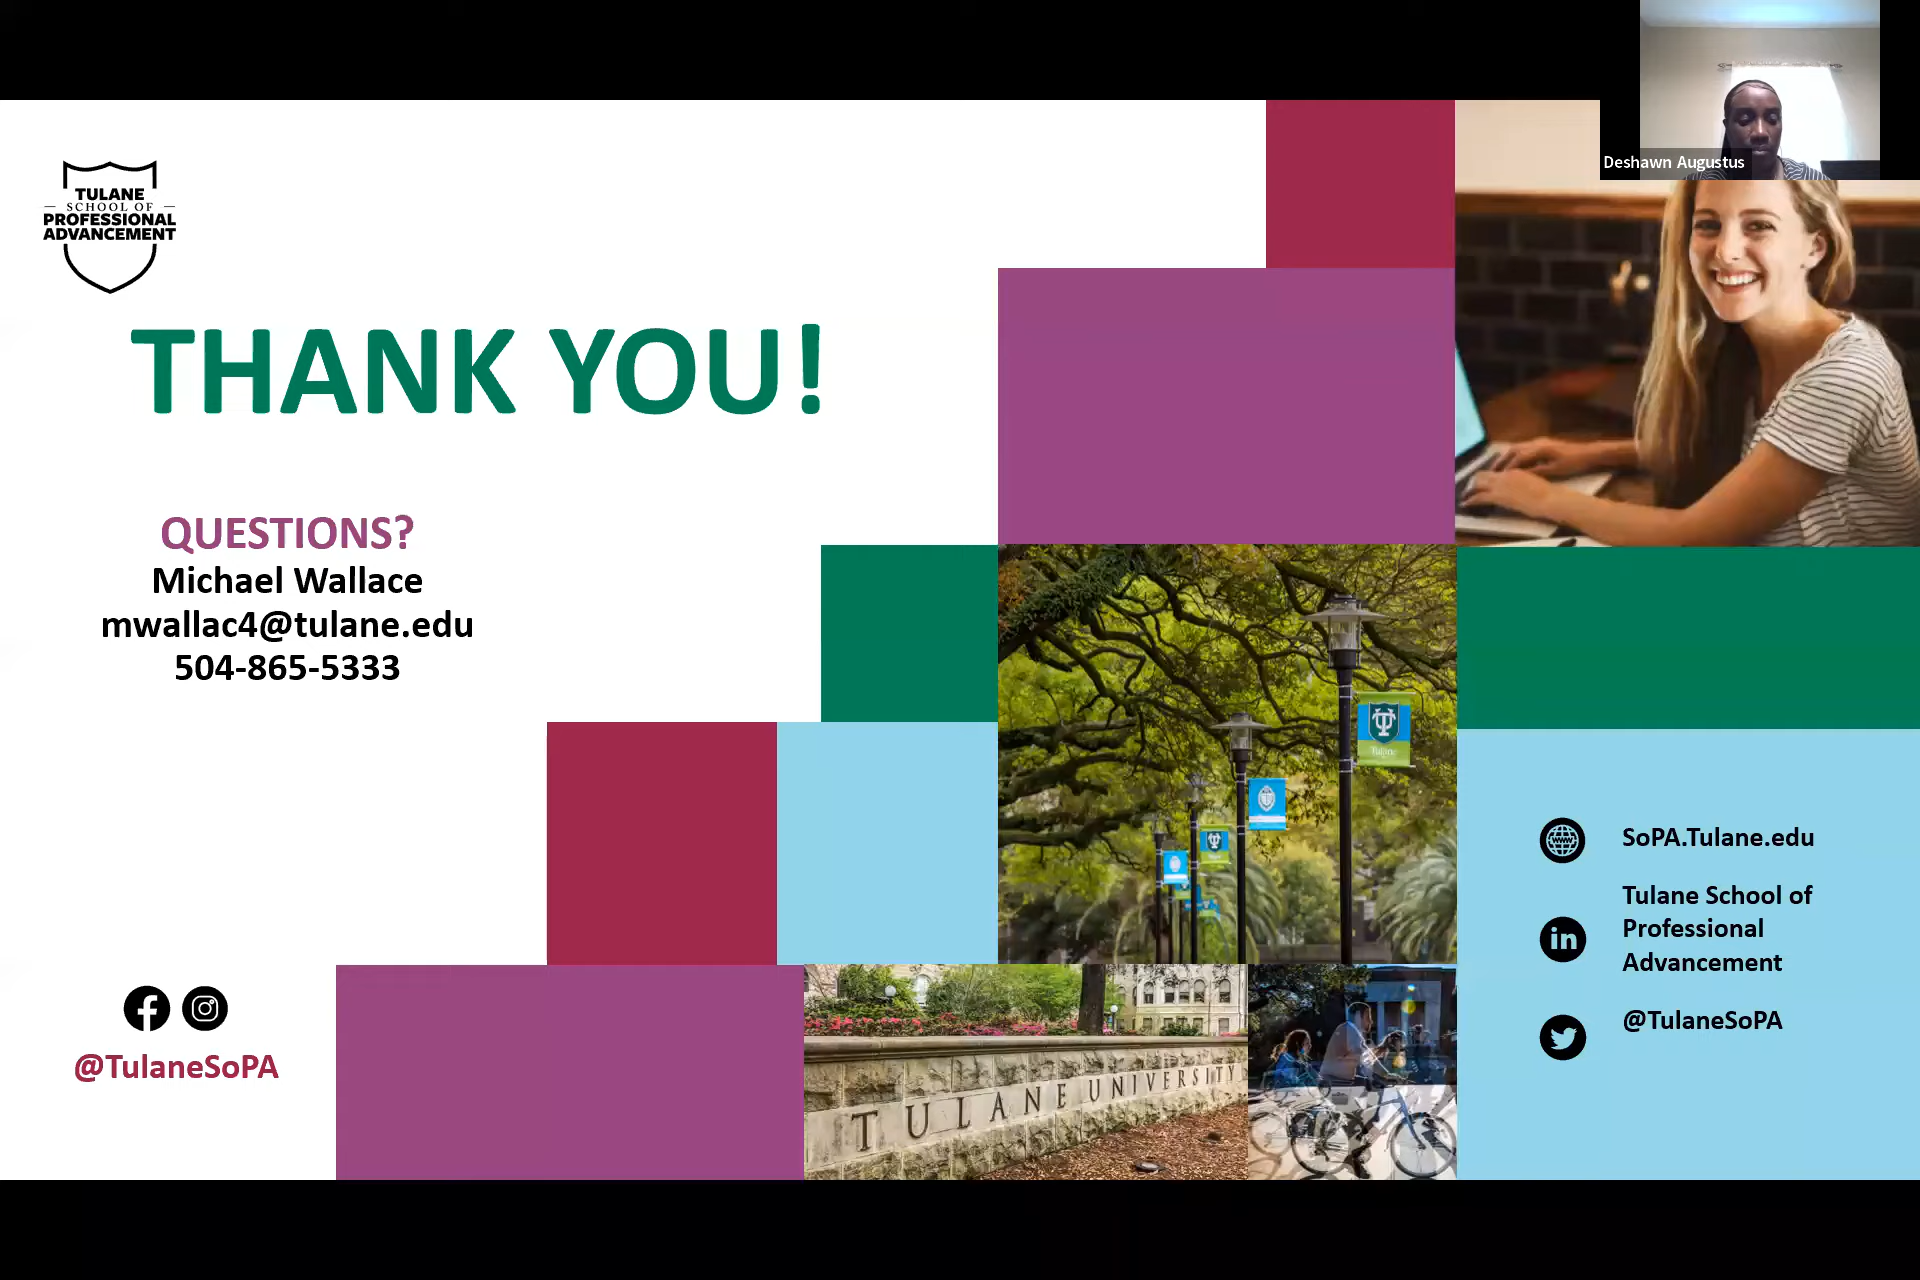 Deshawn Augustus
TULANE
SCHOOL OF
PROFESSIONAL
ADVANCEMENT
THANK YOU!
QUESTIONS?
Michael Wallace
mwallac4@tulane.edu
504-865-5333
Tulane
TULANE UNIVERSITY
@TulaneSoPA
SoPA.Tulane.edu
Tulane School of
Professional
Advancement
@TulaneSoPA